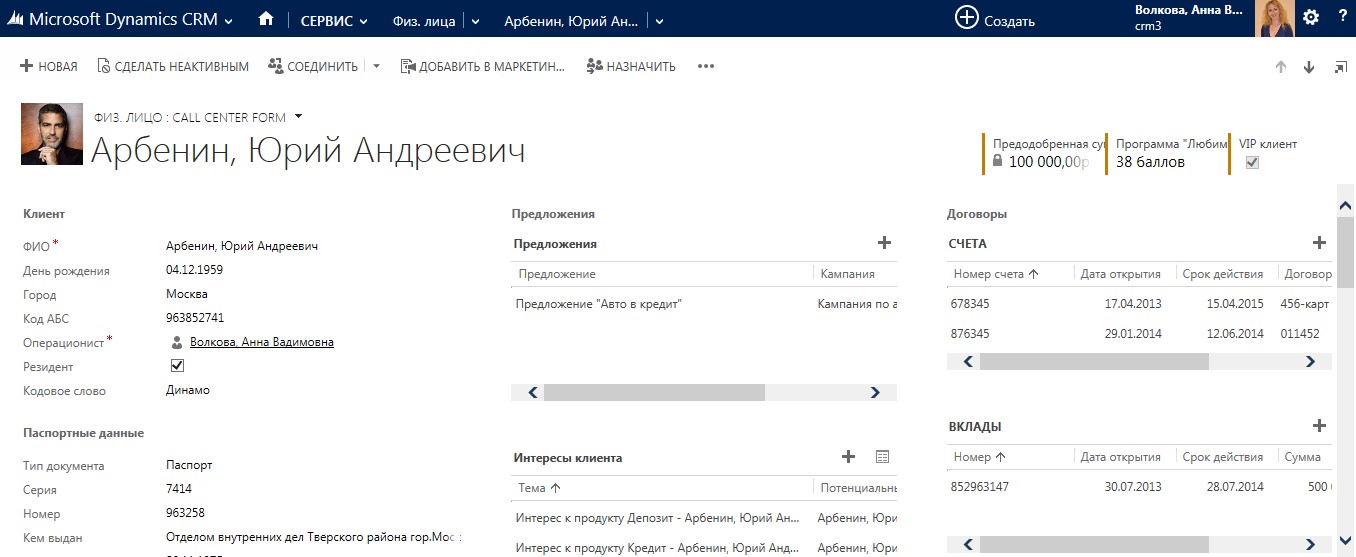 Microsoft Dynamics CRM СЕРВИС Физ. лица Арбенин, Юрий Ан... Создать Волкова, Анна В...
crm3
?
НОВАЯ СДЕЛАТЬ НЕАКТИВНЫМ СОЕДИНИТЬ ДОБАВИТЬ В МАРКЕТИН... НАЗНАЧИТЬ ...
ФИЗ. ЛИЦО : CALL CENTER FORM
Арбенин, Юрий Андреевич
Предодобренная су
100 000,00р
Программа "Любим
38 баллов
VIP клиент
Клиент
ФИО* Арбенин, Юрий Андреевич
День рождения 04.12.1959
Город Москва
Код АБС 963852741
Операционист* Волкова, Анна Вадимовна
Резидент
Кодовое слово Динамо
Паспортные данные
Тип документа Паспорт
Серия 7414
Номер 963258
Кем выдан Отделом внутренних дел Тверского района гор.Мос
Предложения
Предложения
Предложение Кампания
Предложение "Авто в кредит" Кампания по а
Интересы клиента
Тема Потенциальны
Интерес к продукту Депозит - Арбенин, Юрий Ан... Арбенин, Юри
Интерес к продукту Кредит - Арбенин, Юрий Анд... Арбенин, Юри
Договоры
СЧЕТА
Номер счета Дата открытия Срок действия Договор
678345 17.04.2013 15.04.2015 456-карт
876345 29.01.2014 12.06.2014 011452
ВКЛАДЫ
Номер Дата открытия Срок действия Сумма
852963147 30.07.2013 28.07.2014 500